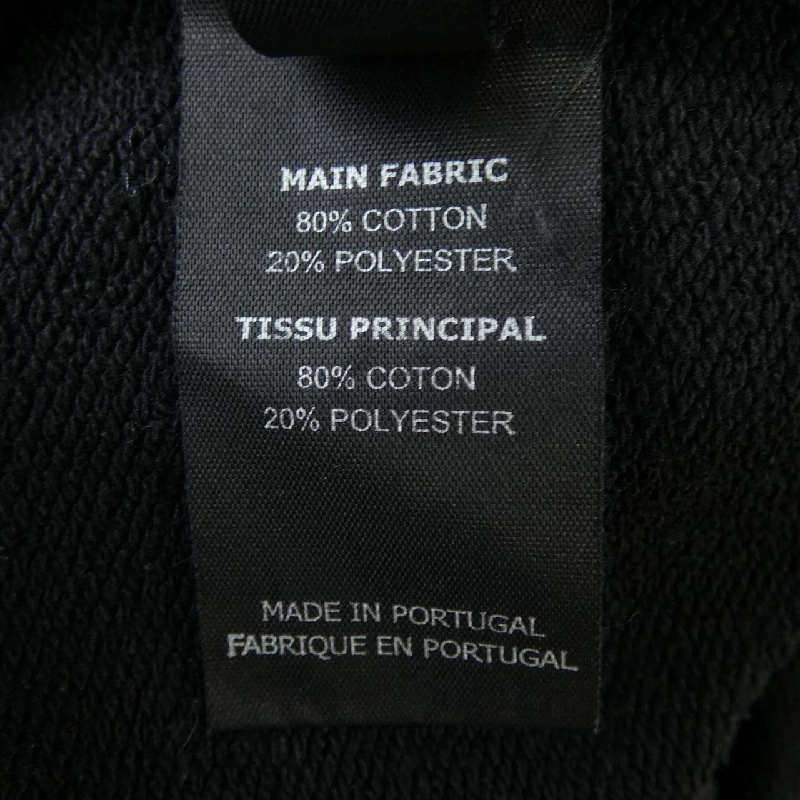 MAIN FABRIC
80% COTTON
20% POLYESTER
TISSU PRINCIPAL
80% COTON
20% POLYESTER
MADE IN PORTUGAL
FABRIQUE EN PORTUGAL